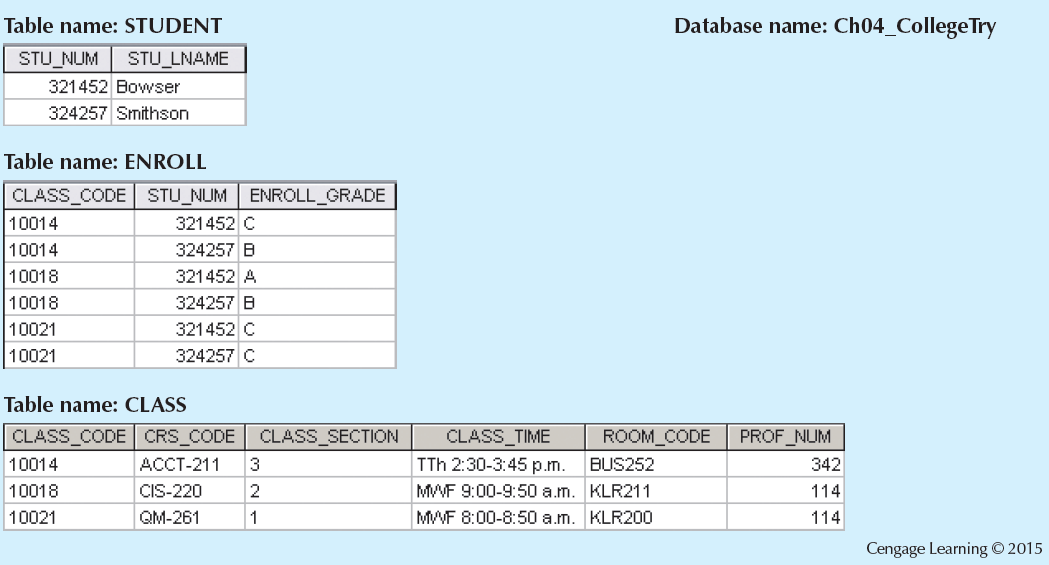 Table name: STUDENT Database name: Ch04_CollegeTry
STU_NUM STU_LNAME
321452 Bowser
324257 Smithson
Table name: ENROLL
CLASS_CODE STU_NUM ENROLL_GRADE
10014 321452 C
10014 324257 B
10018 321452 A
10018 324257 B
10021 321452 C
10021 324257 C
Table name: CLASS
CLASS_CODE CRS_CODE CLASS_SECTION CLASS_TIME ROOM_CODE PROF_NUM
10014 ACCT-211 3 TTh 2:30-3:45 p.m. BUS252 342
10018 CIS-220 2 MWF 9:00-9:50 a.m. KLR211 114
10021 QM-261 1 MWF 8:00-8:50 a.m. KLR200 114
Cengage Learning © 2015